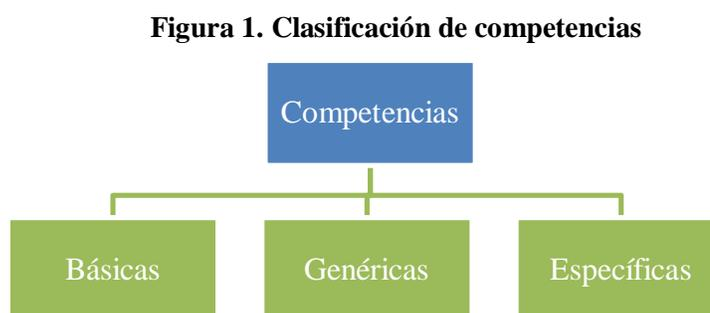 Figura 1. Clasificación de competencias
Competencias
Básicas
Genéricas
Específicas